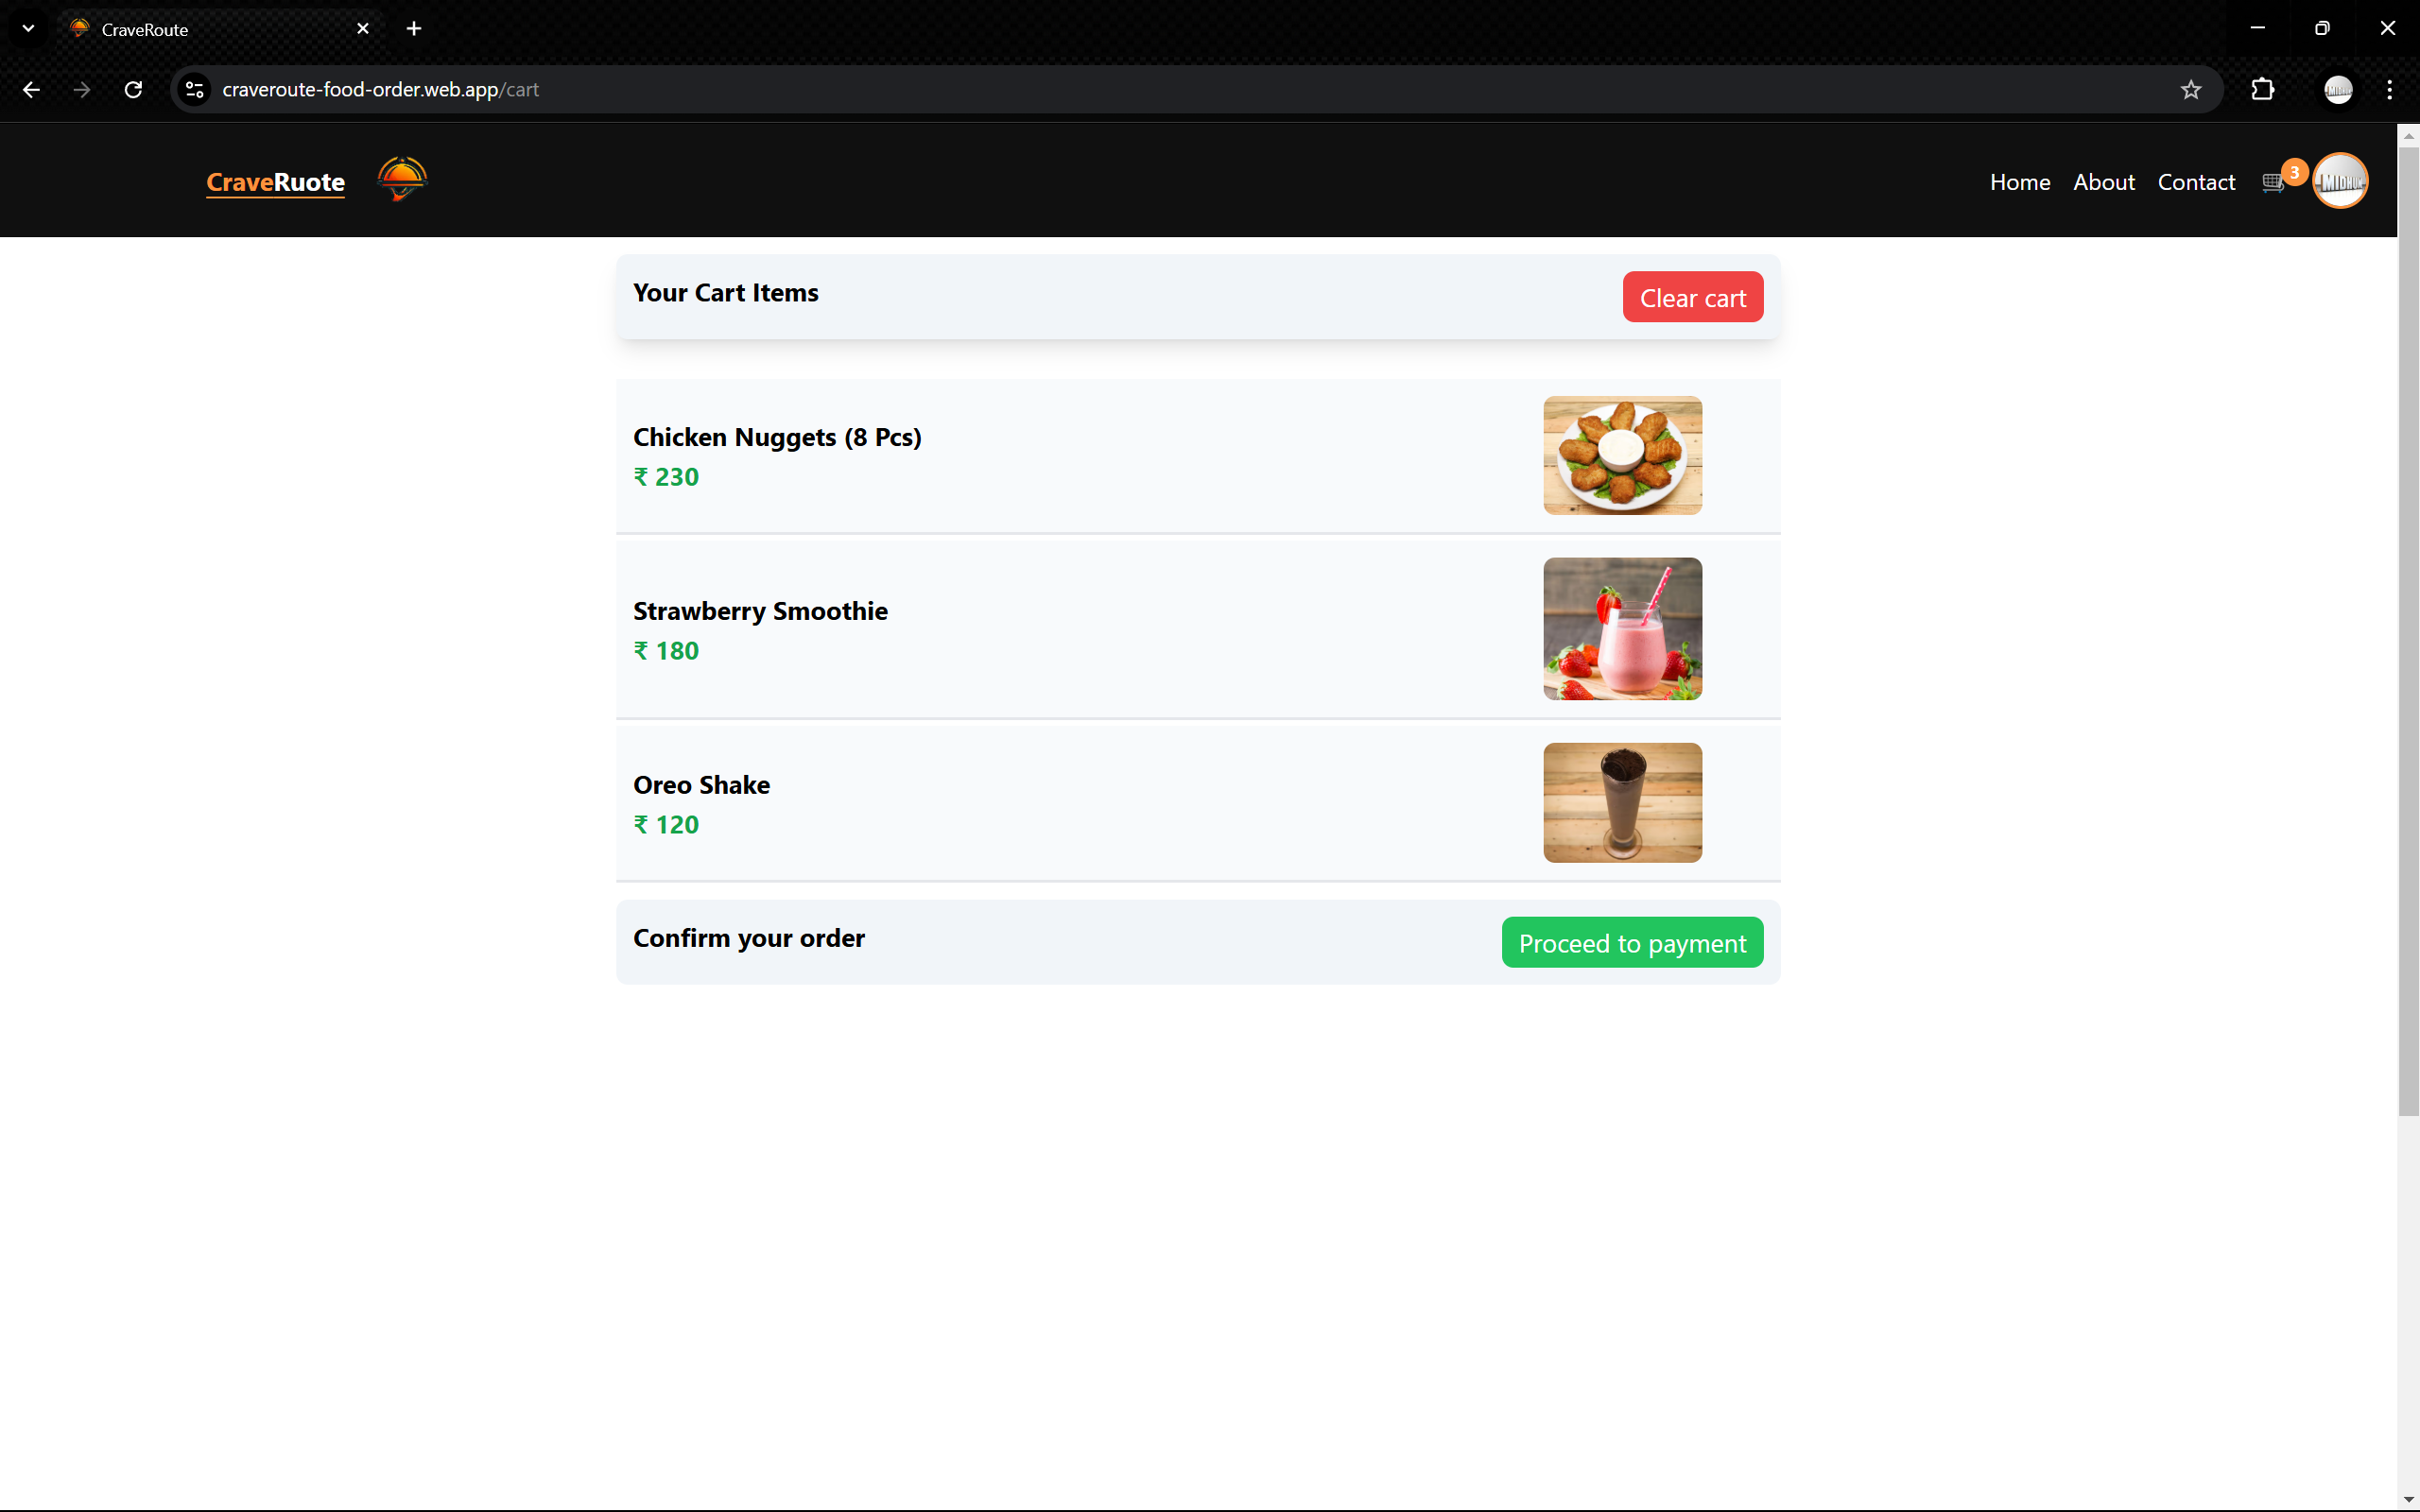 CraveRoute
craveroute-food-order.web.app/cart
CraveRuote
Home About Contact 3
Your Cart Items Clear cart
Chicken Nuggets (8 Pcs)
₹ 230
Strawberry Smoothie
₹ 180
Oreo Shake
₹ 120
Confirm your order Proceed to payment